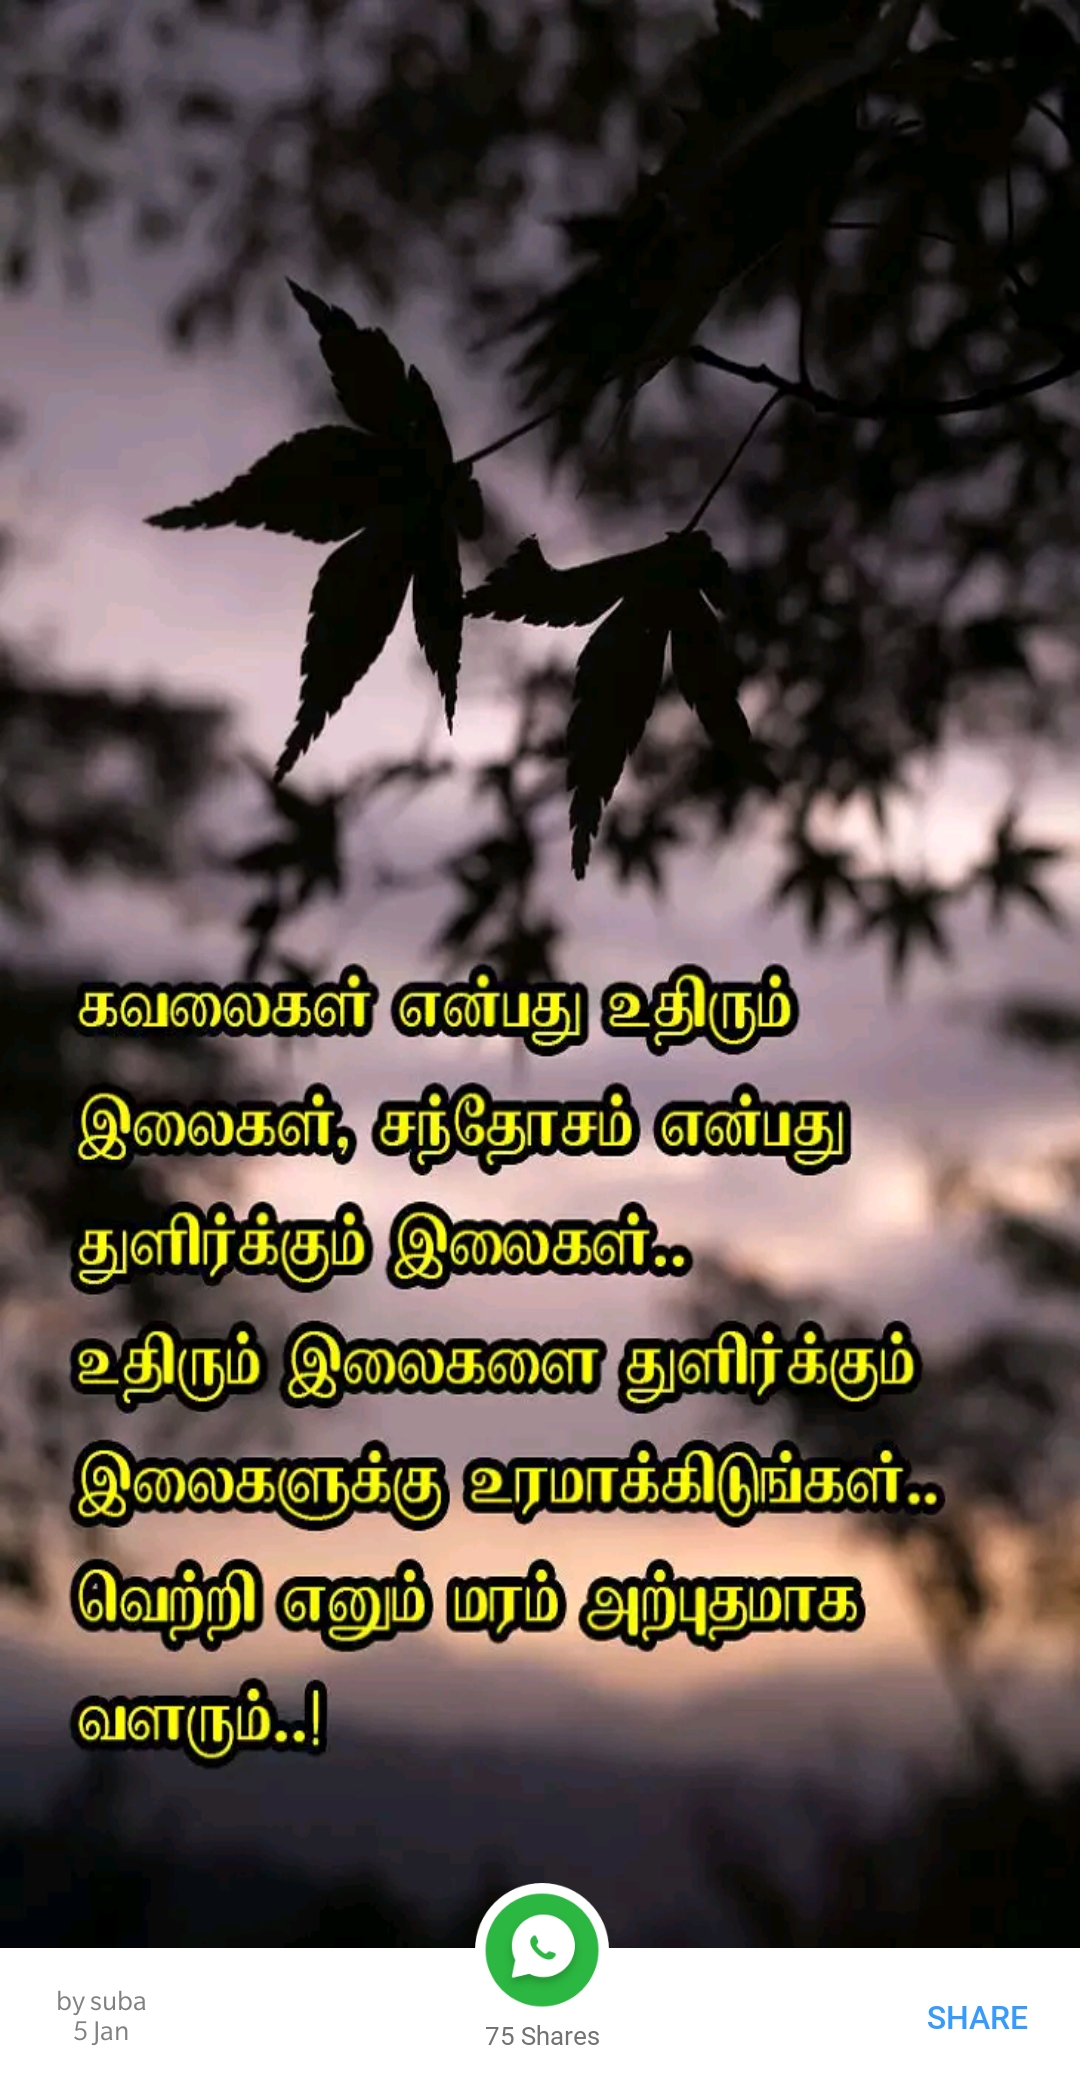 கவலைகள் என்பது உதிரும்
இலைகள், சந்தோசம் என்பது
துளிர்க்கும் இலைகள்..
உதிரும் இலைகளை துளிர்க்கும்
இலைகளுக்கு உரமாக்கிடுங்கள்..
வெற்றி எனும் மரம் அற்புதமாக
வளரும்..!
by suba
5 Jan
75 Shares
SHARE